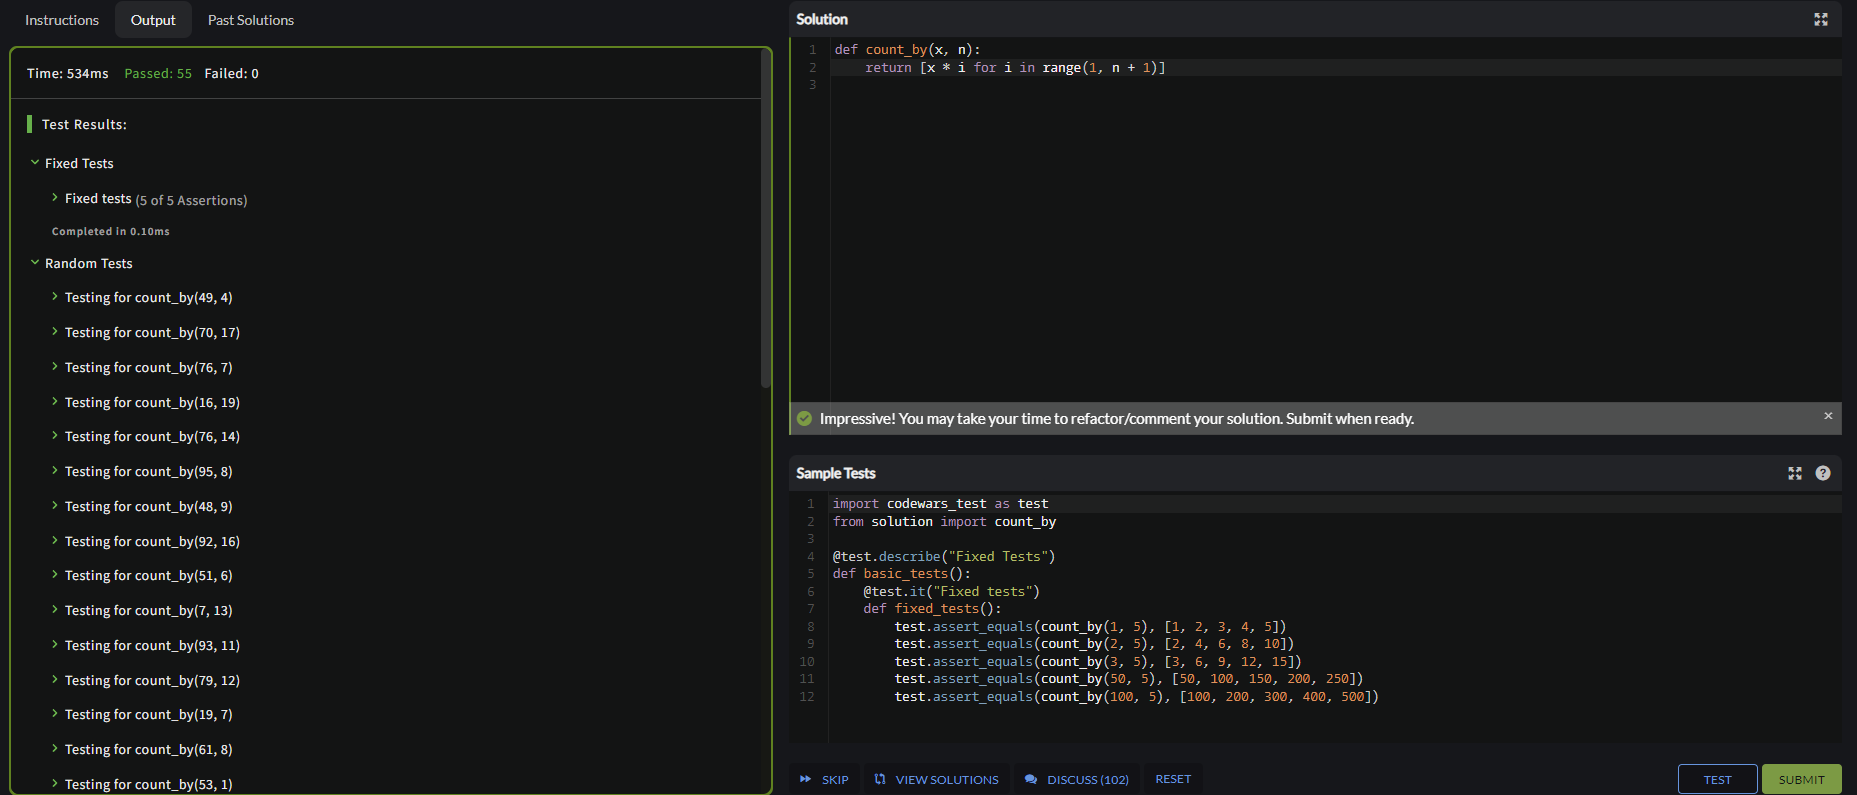 Instructions Output Past Solutions
Time: 534ms Passed: 55 Failed: 0
Test Results:
Fixed Tests
Fixed tests (5 of 5 Assertions)
Completed in 0.10ms
Random Tests
Testing for count_by(49, 4)
Testing for count_by(70, 17)
Testing for count_by(76, 7)
Testing for count_by(16, 19)
Testing for count_by(76, 14)
Testing for count_by(95, 8)
Testing for count_by(48, 9)
Testing for count_by(92, 16)
Testing for count_by(51, 6)
Testing for count_by(7, 13)
Testing for count_by(93, 11)
Testing for count_by(79, 12)
Testing for count_by(19, 7)
Testing for count_by(61, 8)
Testing for count_by(53, 1)
Solution
1 def count_by(x, n):
2     return [x * i for i in range(1, n + 1)]
3
Impressive! You may take your time to refactor/comment your solution. Submit when ready. ×
Sample Tests ?
1 import codewars_test as test
2 from solution import count_by
3
4 @test.describe("Fixed Tests")
5 def basic_tests():
6     @test.it("Fixed tests")
7     def fixed_tests():
8         test.assert_equals(count_by(1, 5), [1, 2, 3, 4, 5])
9         test.assert_equals(count_by(2, 5), [2, 4, 6, 8, 10])
10         test.assert_equals(count_by(3, 5), [3, 6, 9, 12, 15])
11         test.assert_equals(count_by(50, 5), [50, 100, 150, 200, 250])
12         test.assert_equals(count_by(100, 5), [100, 200, 300, 400, 500])
SKIP VIEW SOLUTIONS DISCUSS (102) RESET TEST SUBMIT